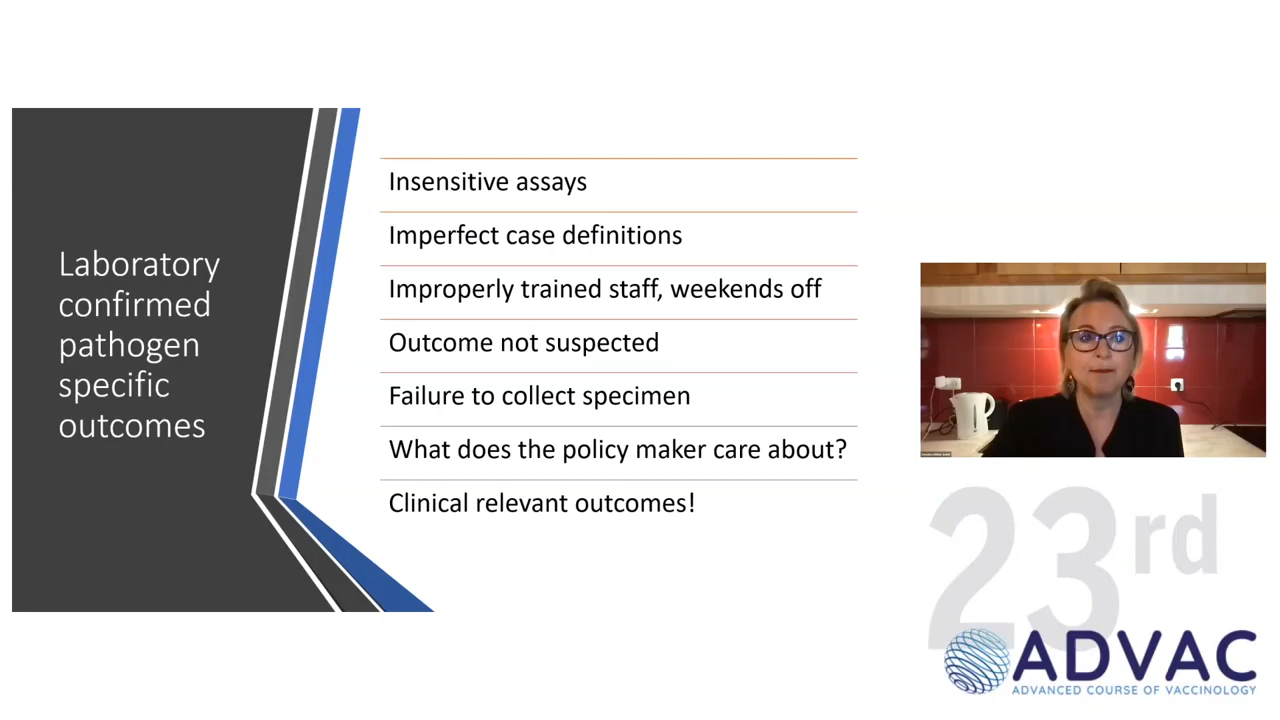 Laboratory
confirmed
pathogen
specific
outcomes
Insensitive assays
Imperfect case definitions
Improperly trained staff, weekends off
Outcome not suspected
Failure to collect specimen
What does the policy maker care about?
Clinical relevant outcomes!
23rd
ADVAC
ADVANCED COURSE OF VACCINOLOGY